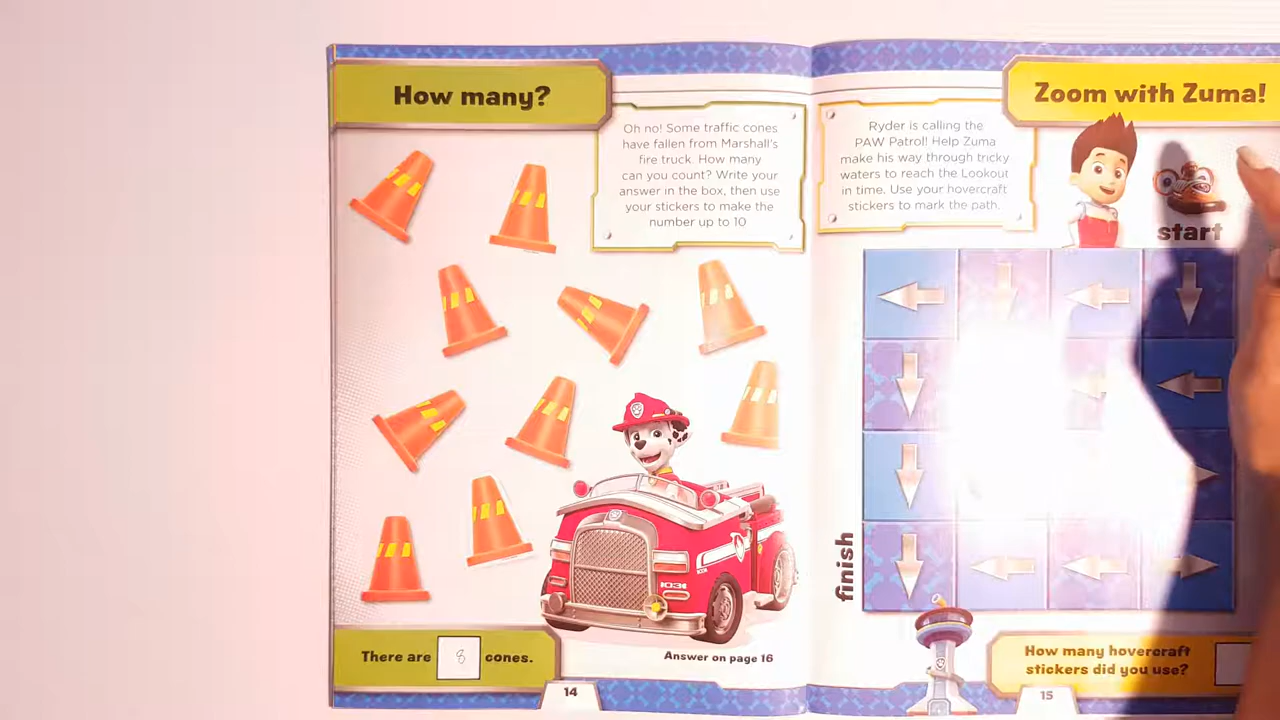 How many?
Oh no! Some traffic cones
have fallen from Marshall's
fire truck. How many
can you count? Write your
answer in the box, then use
your stickers to make the
number up to 10
There are 8 cones.
Answer on page 16
14
Zoom with Zuma!
Ryder is calling the
PAW Patrol! Help Zuma
make his way through tricky
waters to reach the Lookout
in time. Use your hovercraft
stickers to mark the path.
start
finish
How many hovercraft
stickers did you use?
15